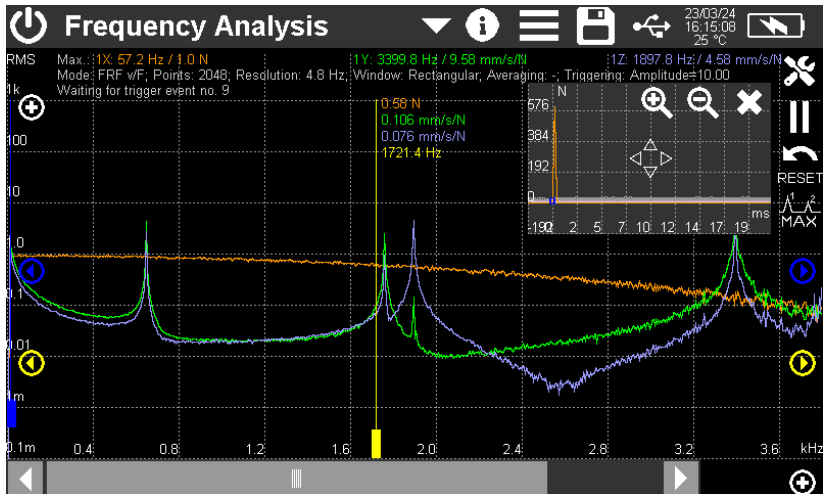 Frequency Analysis
i
23/03/24
16:15:08
25 °C
RMS Max.: 1X: 57.2 Hz / 1.0 N 1Y: 3399.8 Hz / 9.58 mm/s/N 1Z: 1897.8 Hz / 4.58 mm/s/N
Mode: FRF w/F; Points: 2048; Resolution: 4.8 Hz; Window: Rectangular; Averaging: -; Triggering: Amplitude=10.00
Waiting for trigger event no. 9
1k
100
10
1.0
0.1
0.01
1m
0.1m
0.58 N
0.106 mm/s/N
0.076 mm/s/N
1721.4 Hz
N
576
384
192
0
-192
2 5 7 10 12 14 17 19 ms
RESET
1 2
MAX
0.4 0.8 1.2 1.6 2.0 2.4 2.8 3.2 3.6 kHz